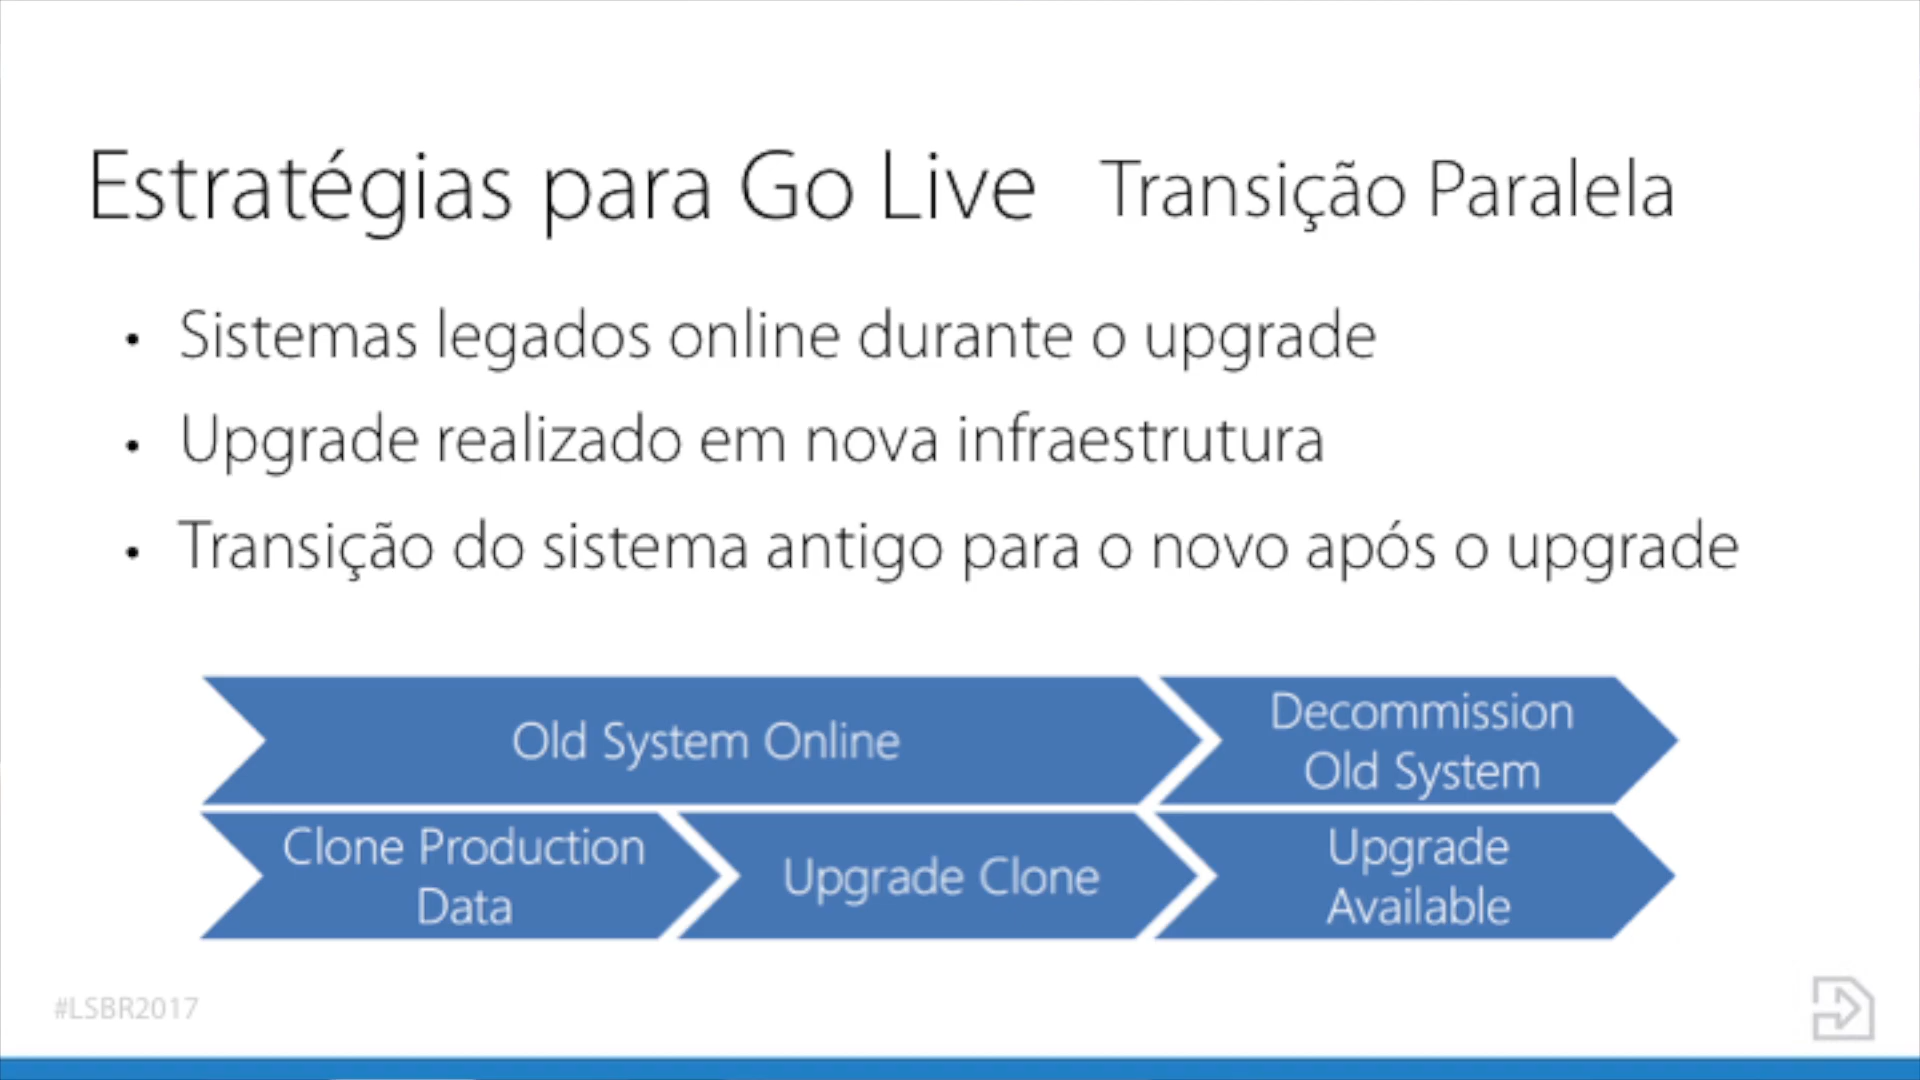 Estratégias para Go Live Transição Paralela
• Sistemas legados online durante o upgrade
• Upgrade realizado em nova infraestrutura
• Transição do sistema antigo para o novo após o upgrade
Old System Online
Decommission
Old System
Clone Production
Data
Upgrade Clone
Upgrade
Available
#LSBR2017